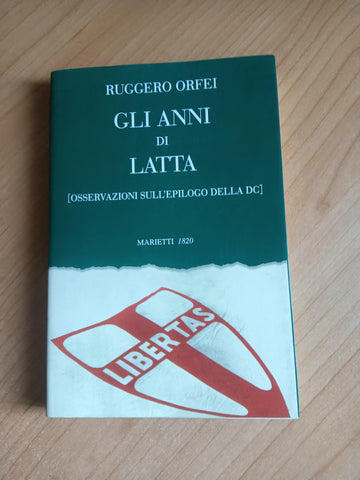 RUGGERO ORFEI
GLI ANNI
DI
LATTA
[OSSERVAZIONI SULL'EPILOGO DELLA DC]
MARIETTI 1820
LIBERTAS